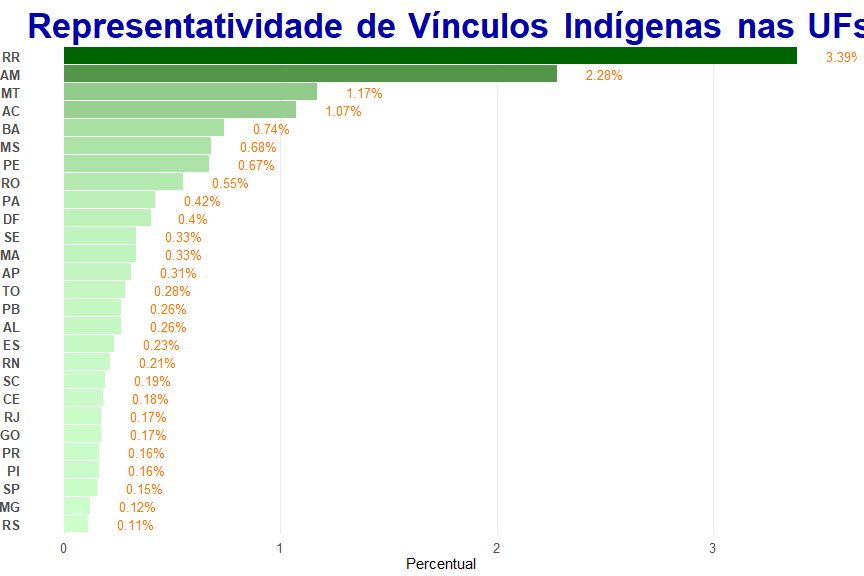 Representatividade de Vínculos Indígenas nas UFs
RR 3.39%
AM 2.28%
MT 1.17%
AC 1.07%
BA 0.74%
MS 0.68%
PE 0.67%
RO 0.55%
PA 0.42%
DF 0.4%
SE 0.33%
MA 0.33%
AP 0.31%
TO 0.28%
PB 0.26%
AL 0.26%
ES 0.23%
RN 0.21%
SC 0.19%
CE 0.18%
RJ 0.17%
GO 0.17%
PR 0.16%
PI 0.16%
SP 0.15%
MG 0.12%
RS 0.11%
0 1 2 3
Percentual